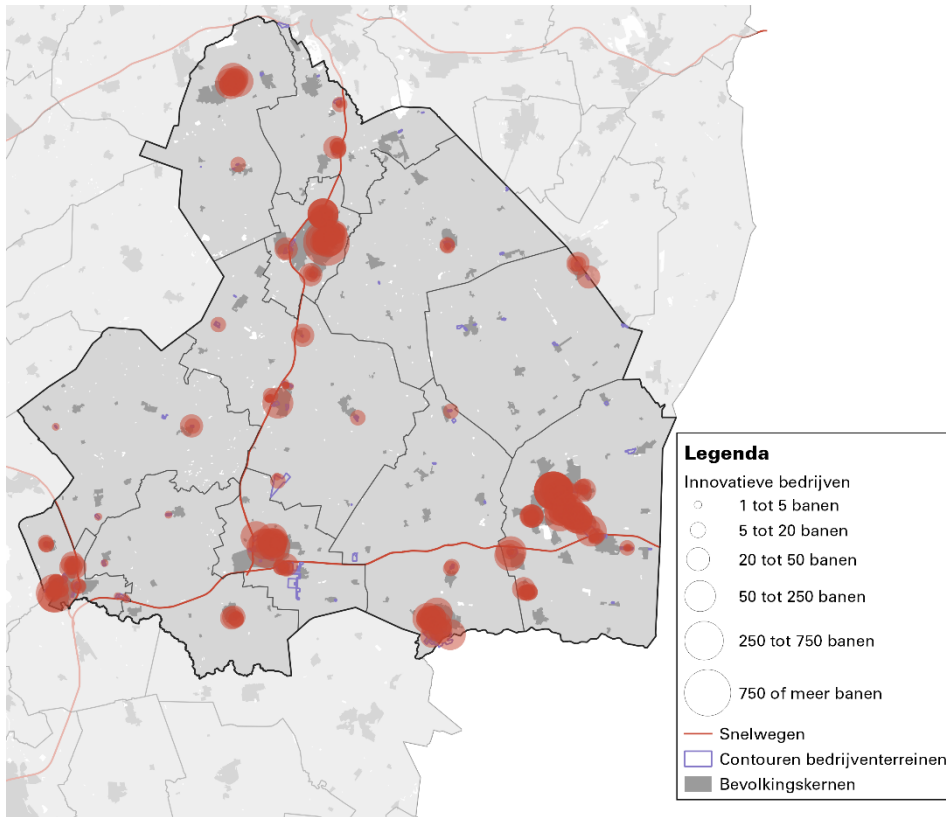 Legenda
Innovatieve bedrijven
1 tot 5 banen
5 tot 20 banen
20 tot 50 banen
50 tot 250 banen
250 tot 750 banen
750 of meer banen
Snelwegen
Contouren bedrijventerreinen
Bevolkingskernen